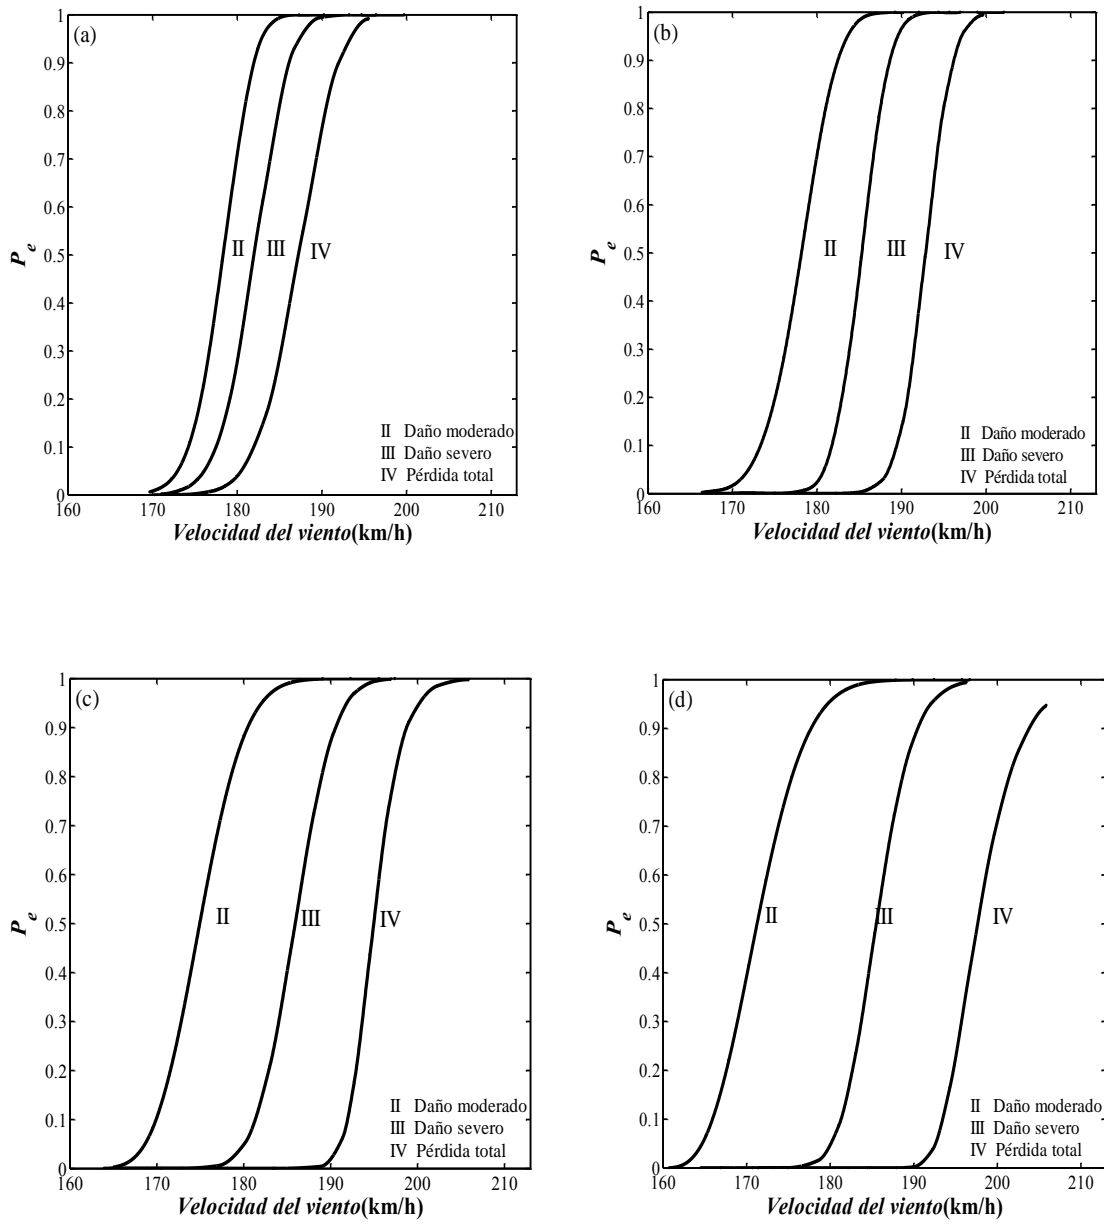 (a)
1
0.9
0.8
0.7
0.6
0.5
0.4
0.3
0.2
0.1
0
P e
II III IV
II Daño moderado
III Daño severo
IV Pérdida total
160 170 180 190 200 210
Velocidad del viento(km/h)
(b)
1
0.9
0.8
0.7
0.6
0.5
0.4
0.3
0.2
0.1
0
P e
II III IV
II Daño moderado
III Daño severo
IV Pérdida total
160 170 180 190 200 210
Velocidad del viento(km/h)
(c)
1
0.9
0.8
0.7
0.6
0.5
0.4
0.3
0.2
0.1
0
P e
II III IV
II Daño moderado
III Daño severo
IV Pérdida total
160 170 180 190 200 210
Velocidad del viento(km/h)
(d)
1
0.9
0.8
0.7
0.6
0.5
0.4
0.3
0.2
0.1
0
P e
II III IV
II Daño moderado
III Daño severo
IV Pérdida total
160 170 180 190 200 210
Velocidad del viento(km/h)